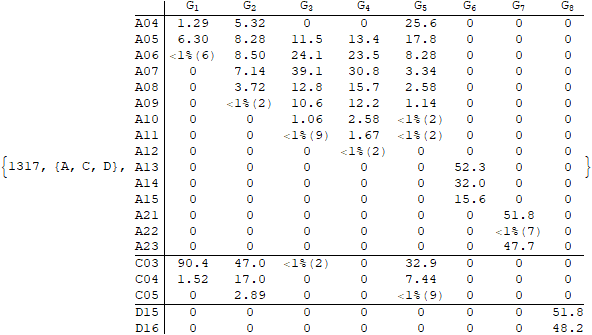 G1 G2 G3 G4 G5 G6 G7 G8
A04 1.29 5.32 0 0 25.6 0 0 0
A05 6.30 8.28 11.5 13.4 17.8 0 0 0
A06 <1%(6) 8.50 24.1 23.5 8.28 0 0 0
A07 0 7.14 39.1 30.8 3.34 0 0 0
A08 0 3.72 12.8 15.7 2.58 0 0 0
A09 0 <1%(2) 10.6 12.2 1.14 0 0 0
A10 0 0 1.06 2.58 <1%(2) 0 0 0
A11 0 0 <1%(9) 1.67 <1%(2) 0 0 0
A12 0 0 0 <1%(2) 0 0 0 0
{1317, {A, C, D}, A13 0 0 0 0 0 52.3 0 0 }
A14 0 0 0 0 0 32.0 0 0
A15 0 0 0 0 0 15.6 0 0
A21 0 0 0 0 0 0 51.8 0
A22 0 0 0 0 0 0 <1%(7) 0
A23 0 0 0 0 0 0 47.7 0
C03 90.4 47.0 <1%(2) 0 32.9 0 0 0
C04 1.52 17.0 0 0 7.44 0 0 0
C05 0 2.89 0 0 <1%(9) 0 0 0
D15 0 0 0 0 0 0 0 51.8
D16 0 0 0 0 0 0 0 48.2